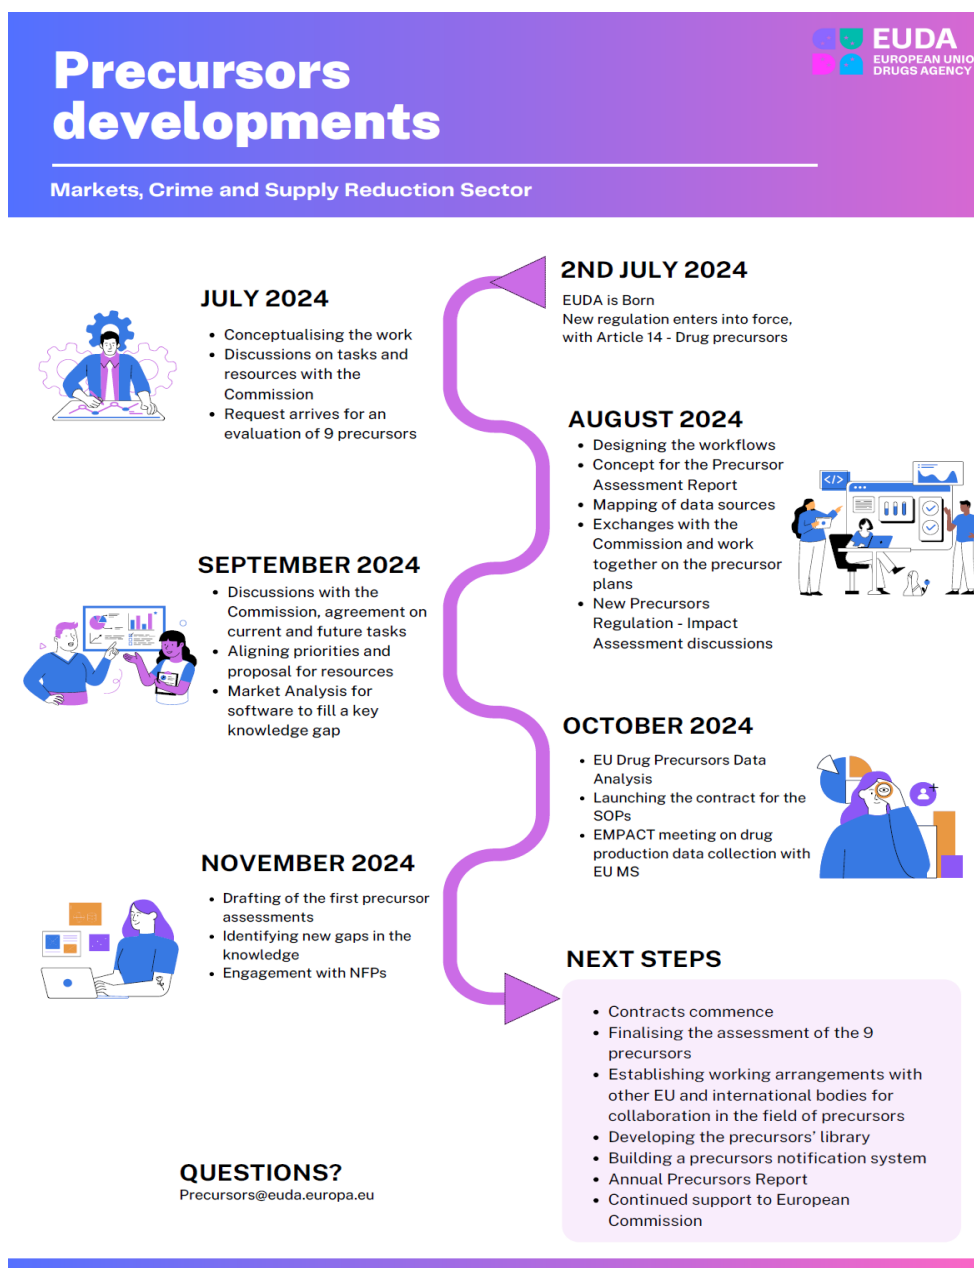 Precursors
developments
EUDA
EUROPEAN UNIO
DRUGS AGENCY
Markets, Crime and Supply Reduction Sector
2ND JULY 2024
EUDA is Born
New regulation enters into force,
with Article 14 - Drug precursors
JULY 2024
• Conceptualising the work
• Discussions on tasks and
resources with the
Commission
• Request arrives for an
evaluation of 9 precursors
AUGUST 2024
• Designing the workflows
• Concept for the Precursor
Assessment Report
• Mapping of data sources
• Exchanges with the
Commission and work
together on the precursor
plans
• New Precursors
Regulation - Impact
Assessment discussions
</>
SEPTEMBER 2024
• Discussions with the
Commission, agreement on
current and future tasks
• Aligning priorities and
proposal for resources
• Market Analysis for
software to fill a key
knowledge gap
OCTOBER 2024
• EU Drug Precursors Data
Analysis
• Launching the contract for the
SOPs
• EMPACT meeting on drug
production data collection with
EU MS
NOVEMBER 2024
• Drafting of the first precursor
assessments
• Identifying new gaps in the
knowledge
• Engagement with NFPs
NEXT STEPS
• Contracts commence
• Finalising the assessment of the 9
precursors
• Establishing working arrangements with
other EU and international bodies for
collaboration in the field of precursors
• Developing the precursors’ library
• Building a precursors notification system
• Annual Precursors Report
• Continued support to European
Commission
QUESTIONS?
Precursors@euda.europa.eu